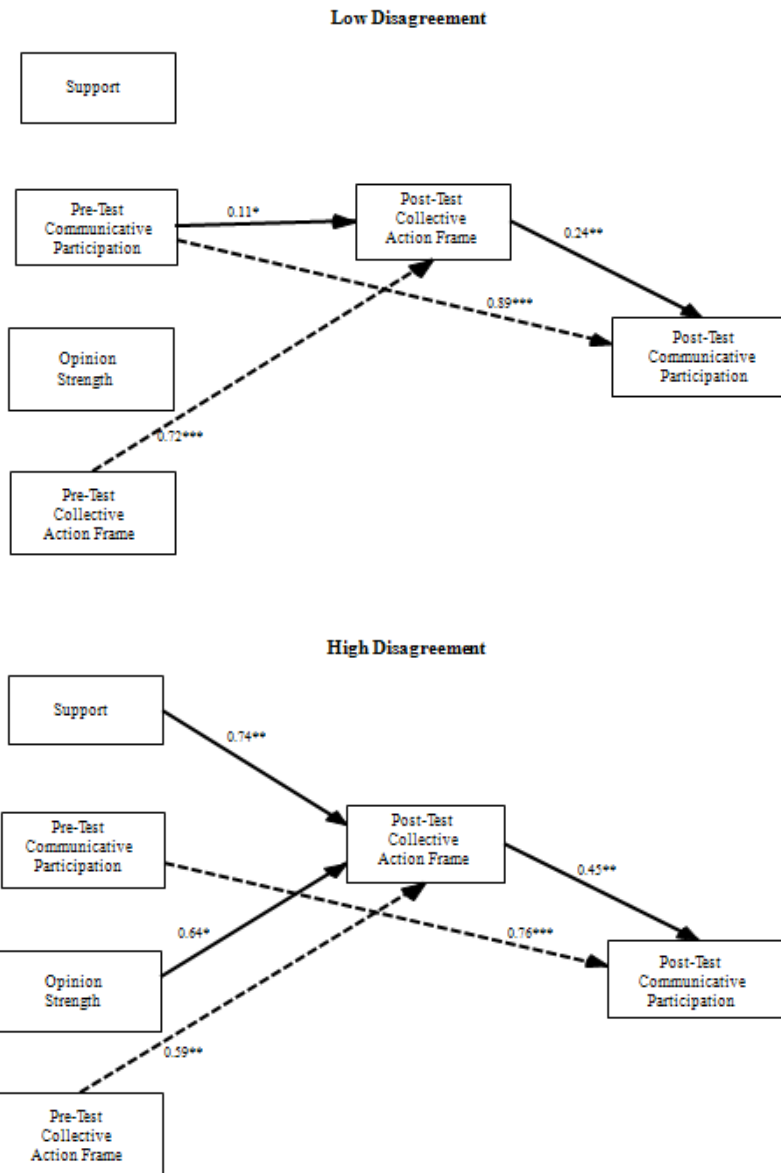 Low Disagreement
Support
Pre-Test
Communicative
Participation
0.11*
Post-Test
Collective
Action Frame
0.24**
0.89***
Post-Test
Communicative
Participation
Opinion
Strength
0.72***
Pre-Test
Collective
Action Frame
High Disagreement
Support
0.74**
Pre-Test
Communicative
Participation
Post-Test
Collective
Action Frame
0.45**
0.64*
0.76***
Opinion
Strength
Post-Test
Communicative
Participation
0.59**
Pre-Test
Collective
Action Frame